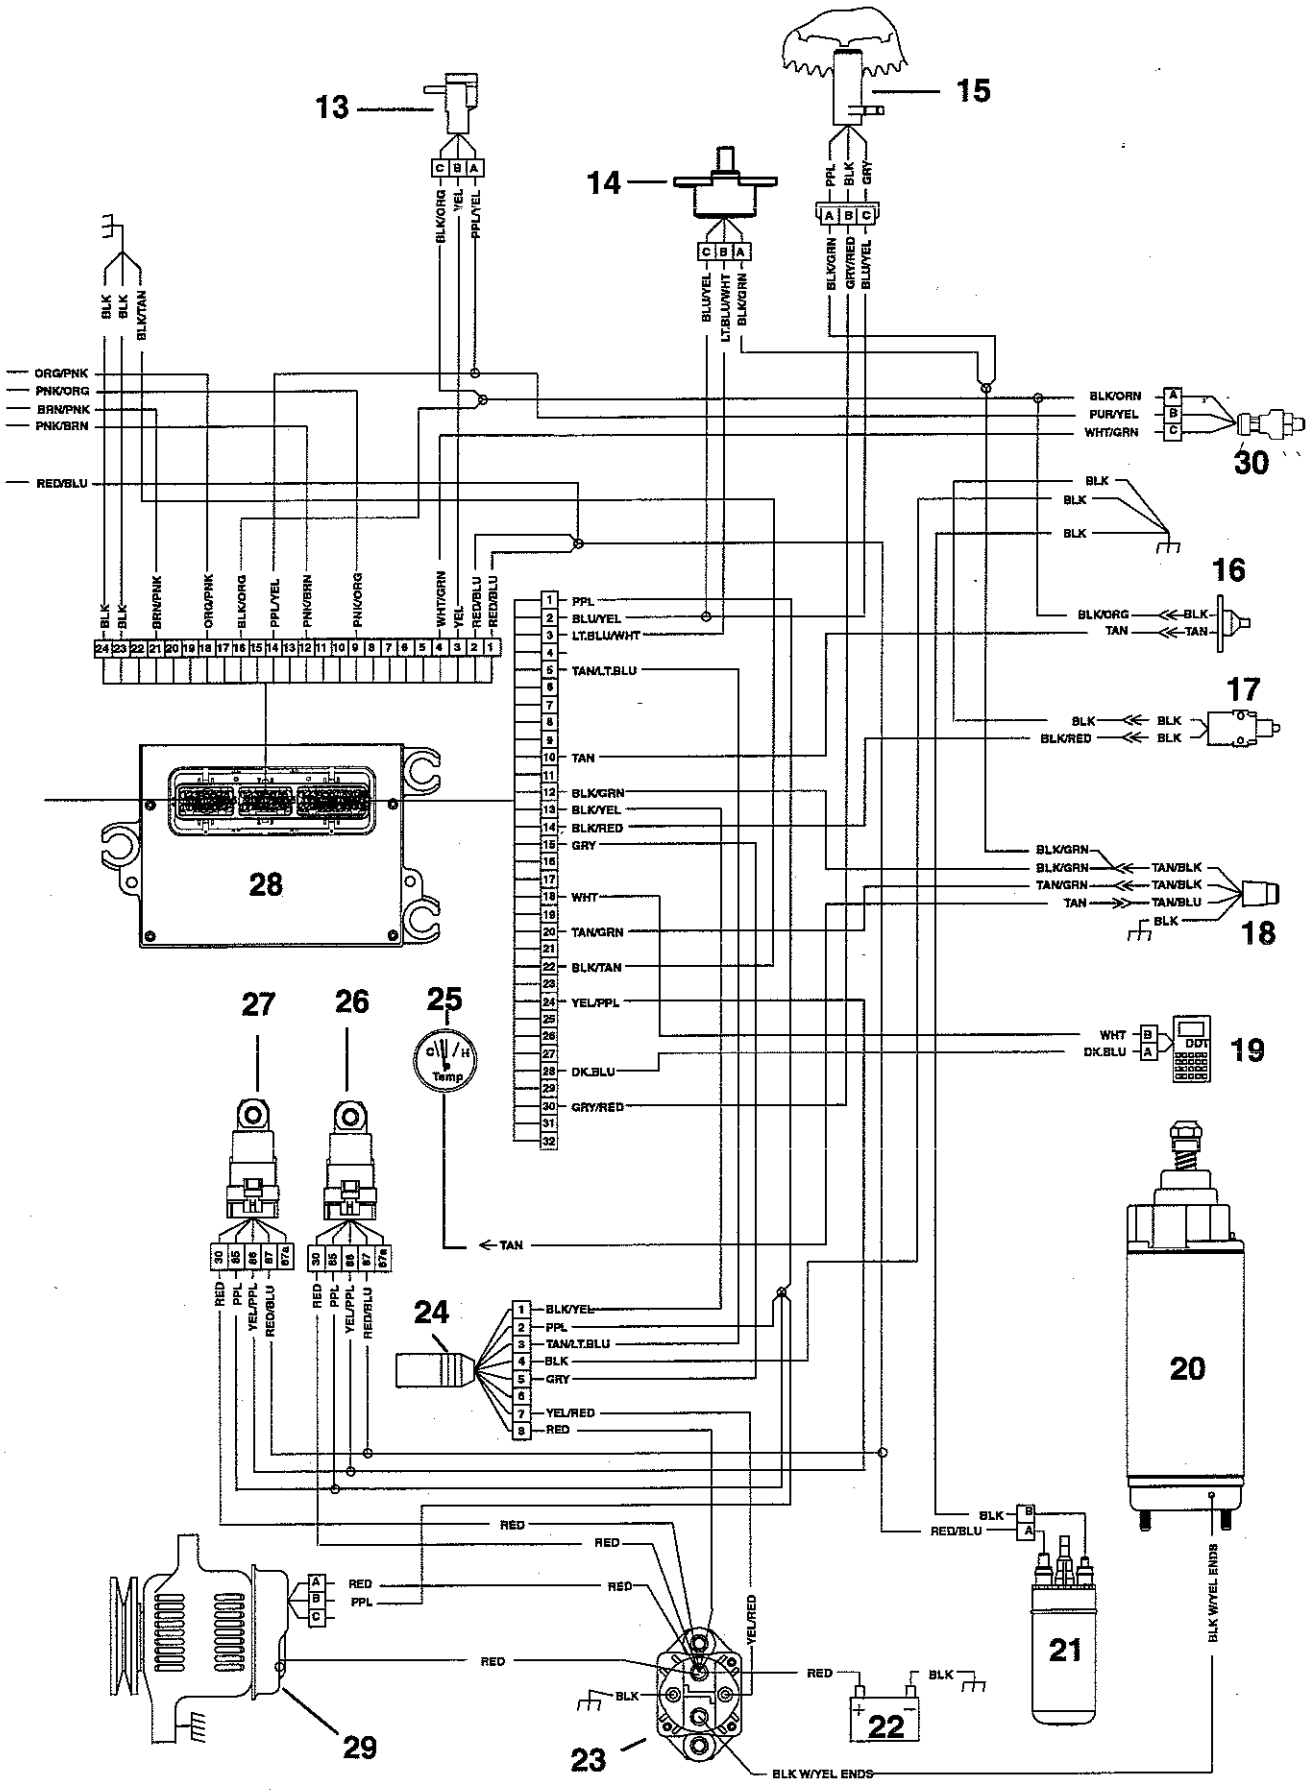 13
15
14
C B A
BLK/ORG
YEL
PPL/YEL
PPL
BLK
GRY
A B C
BLK/GRN
GRY/RED
BLU/YEL
C B A
BLU/YEL
LT.BLU/WHT
BLK/GRN
BLK
BLK
BLK/TAN
ORG/PNK
PNK/ORG
BRN/PNK
PNK/BRN
RED/BLU
BLK/ORN A
PUR/YEL B
WHT/GRN C
30
BLK
BLK
BLK
BLK
BLK
BRN/PNK
ORG/PNK
BLK/ORG
PPL/YEL
PNK/BRN
PNK/ORG
WHT/GRN
YEL
RED/BLU
RED/BLU
24 23 22 21 20 19 18 17 16 15 14 13 12 11 10 9 8 7 6 5 4 3 2 1
1 PPL
2 BLU/YEL
3 LT.BLU/WHT
4
5 TAN/LT.BLU
6
7
8
9
10 TAN
11
12 BLK/GRN
13 BLK/YEL
14 BLK/RED
15 GRY
16
17
18 WHT
19
20 TAN/GRN
21
22 BLK/TAN
23
24 YEL/PPL
25
26
27
28 DK.BLU
29
30 GRY/RED
31
32
16
BLK/ORG BLK
TAN TAN
17
BLK BLK
BLK/RED BLK
28
BLK/GRN
BLK/GRN TAN/BLK
TAN/GRN TAN/BLK
TAN TAN/BLU
BLK
18
27
26
25
C H
Temp
WHT B
DK.BLU A
DDT
19
30 85 86 87 87a
RED
PPL
YEL/PPL
RED/BLU
30 85 86 87 87a
RED
PPL
YEL/PPL
RED/BLU
TAN
24
1 BLK/YEL
2 PPL
3 TAN/LT.BLU
4 BLK
5 GRY
6
7 YEL/RED
8 RED
20
RED
RED
BLK B
RED/BLU A
A RED RED
B PPL
C
YEL/RED
BLK W/YEL ENDS
21
RED
RED
BLK
BLK
+ −
22
29
23
BLK W/YEL ENDS